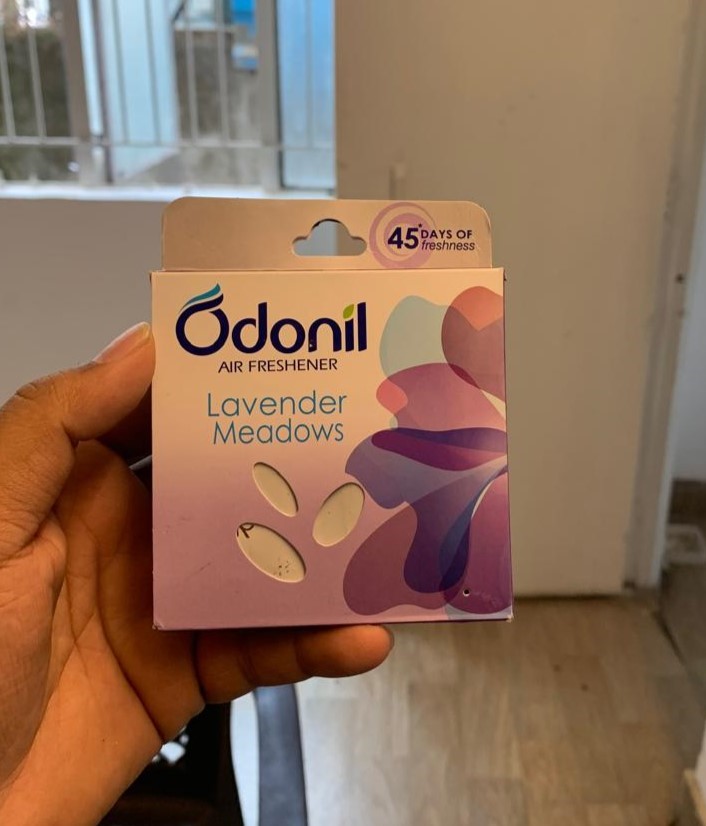 45* DAYS OF
freshness
Odonil
AIR FRESHENER
Lavender
Meadows